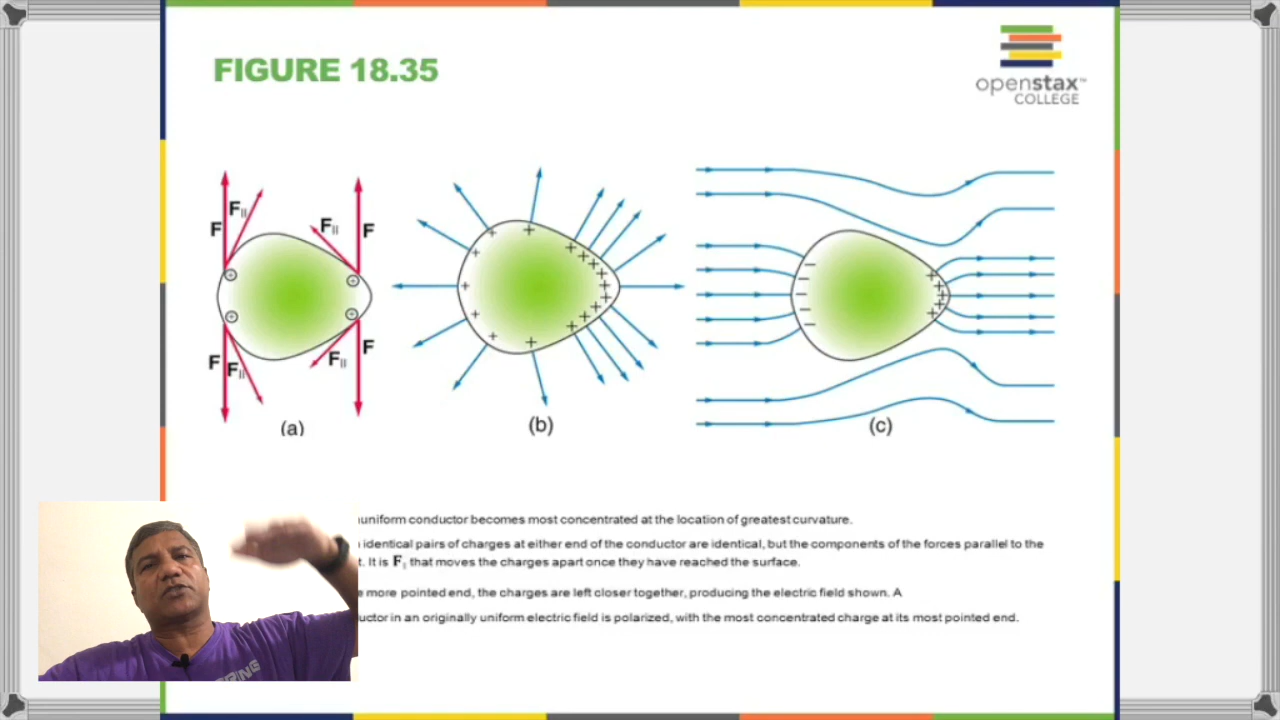 FIGURE 18.35
openstax™
COLLEGE
F F|| F|| F
F F|| F|| F
(a) (b) (c)
uniform conductor becomes most concentrated at the location of greatest curvature.
identical pairs of charges at either end of the conductor are identical, but the components of the forces parallel to the
t. It is F|| that moves the charges apart once they have reached the surface.
e more pointed end, the charges are left closer together, producing the electric field shown. A
uctor in an originally uniform electric field is polarized, with the most concentrated charge at its most pointed end.